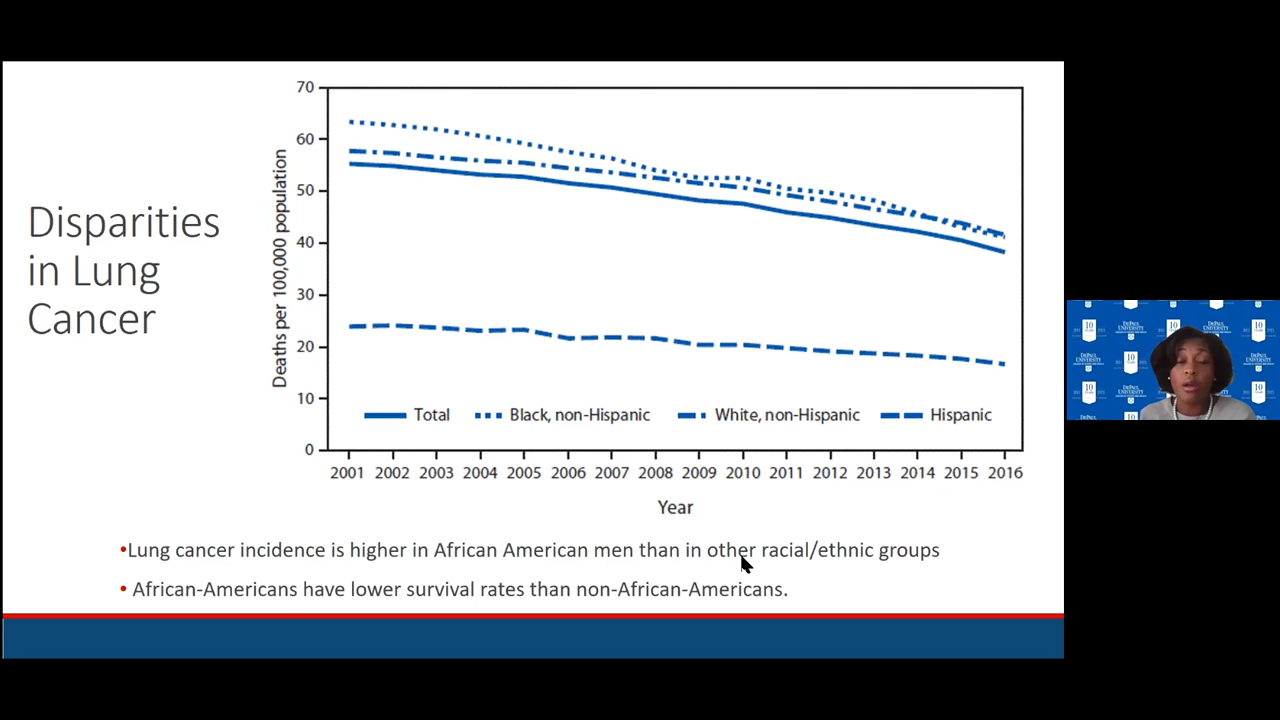 Disparities
in Lung
Cancer
Deaths per 100,000 population
70
60
50
40
30
20
10
0
Total Black, non-Hispanic White, non-Hispanic Hispanic
2001 2002 2003 2004 2005 2006 2007 2008 2009 2010 2011 2012 2013 2014 2015 2016
Year
•Lung cancer incidence is higher in African American men than in other racial/ethnic groups
• African-Americans have lower survival rates than non-African-Americans.
DEPAUL
UNIVERSITY
10